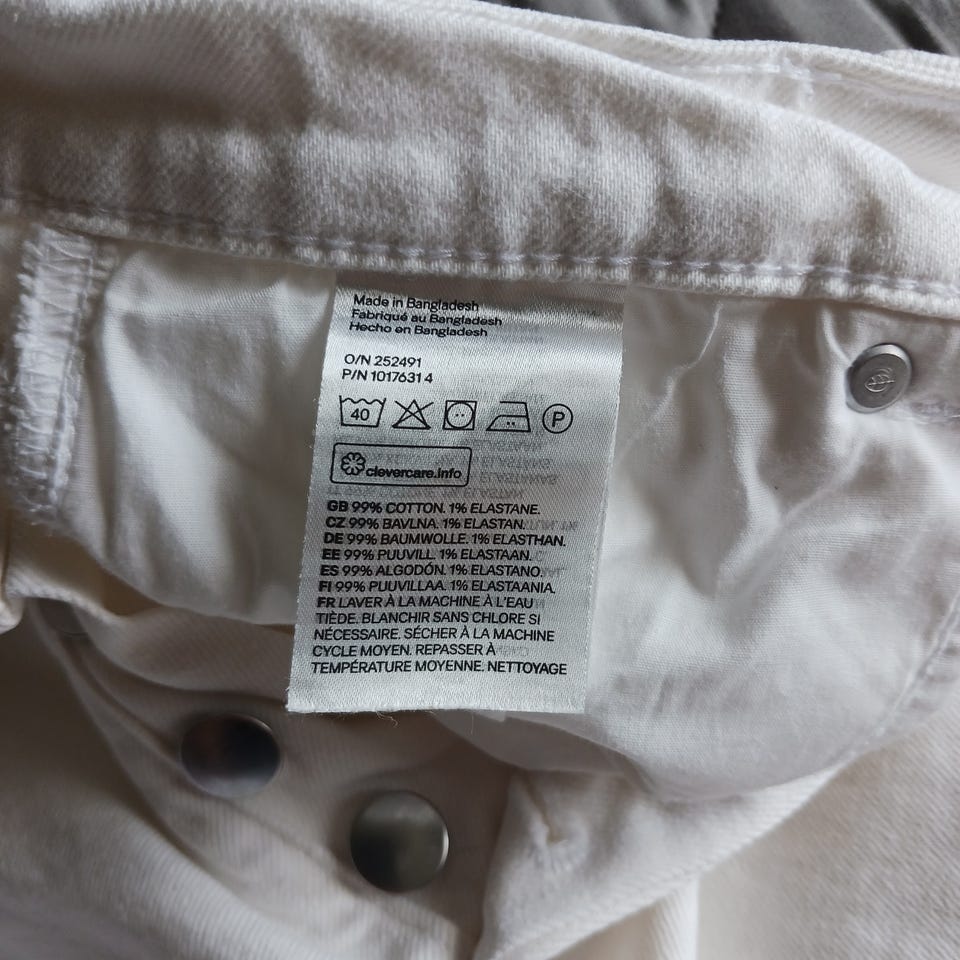 Made in Bangladesh
Fabriqué au Bangladesh
Hecho en Bangladesh
O/N 252491
P/N 1017631 4
40 P
clevercare.info
GB 99% COTTON. 1% ELASTANE.
CZ 99% BAVLNA. 1% ELASTAN.
DE 99% BAUMWOLLE. 1% ELASTHAN.
EE 99% PUUVILL. 1% ELASTAAN.
ES 99% ALGODÓN. 1% ELASTANO.
FI 99% PUUVILLAA. 1% ELASTAANIA.
FR LAVER À LA MACHINE À L'EAU
TIÈDE. BLANCHIR SANS CHLORE SI
NÉCESSAIRE. SÉCHER À LA MACHINE
CYCLE MOYEN. REPASSER À
TEMPÉRATURE MOYENNE. NETTOYAGE